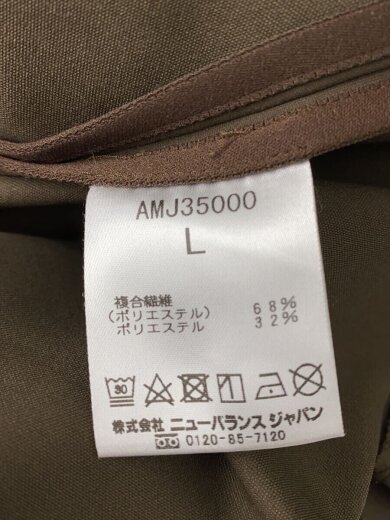 AMJ35000
L
複合繊維
(ポリエステル) 68%
ポリエステル 32%
30
株式会社 ニューバランス ジャパン
0120-85-7120